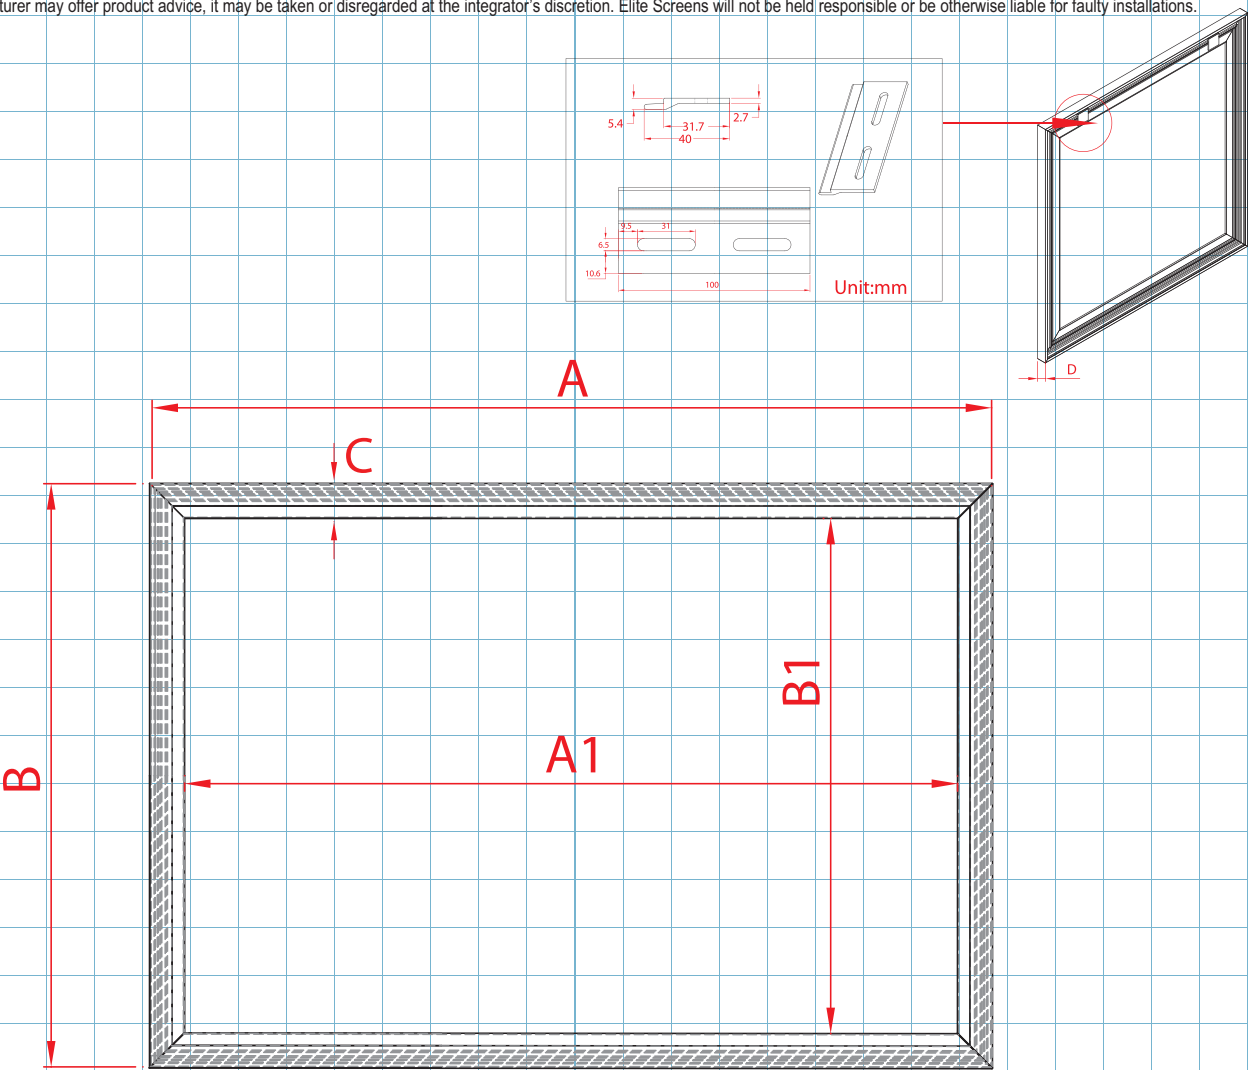 turer may offer product advice, it may be taken or disregarded at the integrator's discretion. Elite Screens will not be held responsible or be otherwise liable for faulty installations.
5.4
31.7
2.7
40
9.5
31
6.5
10.6
100
Unit:mm
D
A
C
B1
A1
B